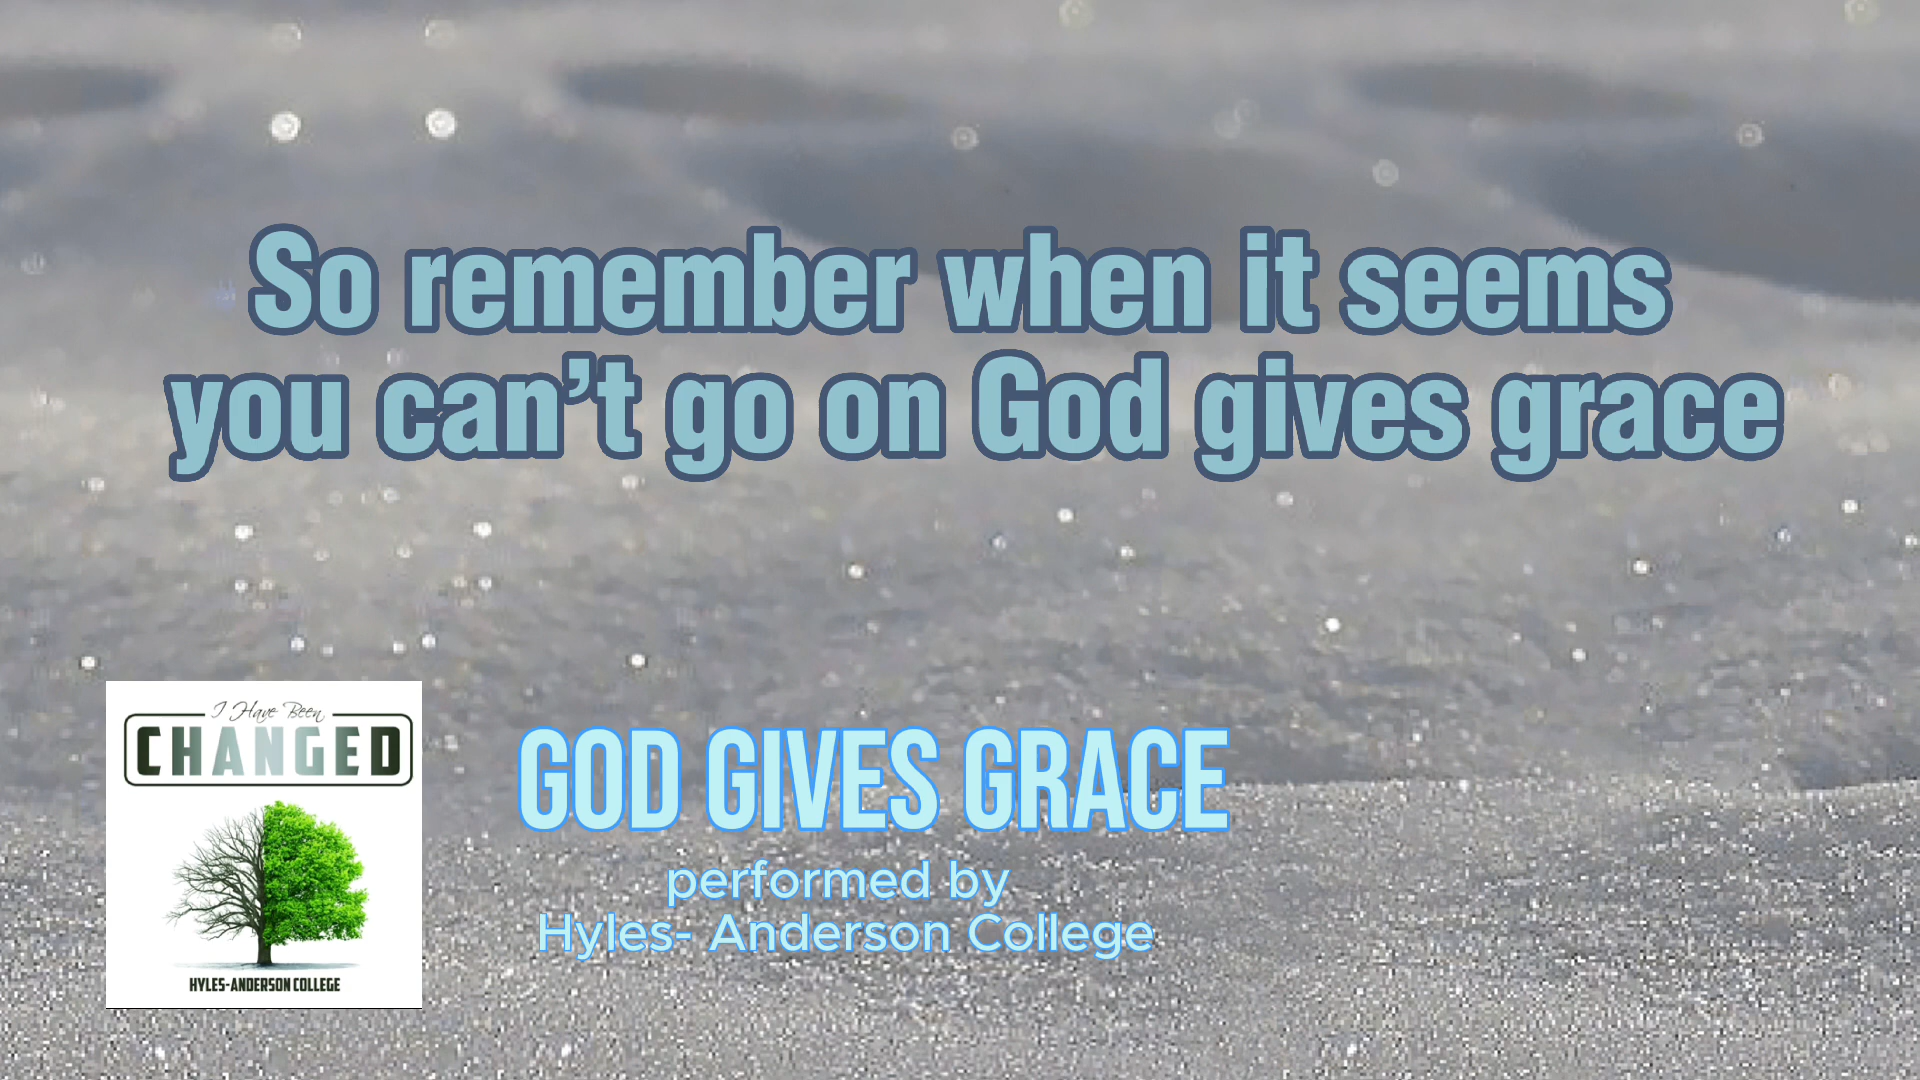 So remember when it seems
you can’t go on God gives grace
I Have Been
CHANGED
HYLES-ANDERSON COLLEGE
GOD GIVES GRACE
performed by
Hyles- Anderson College